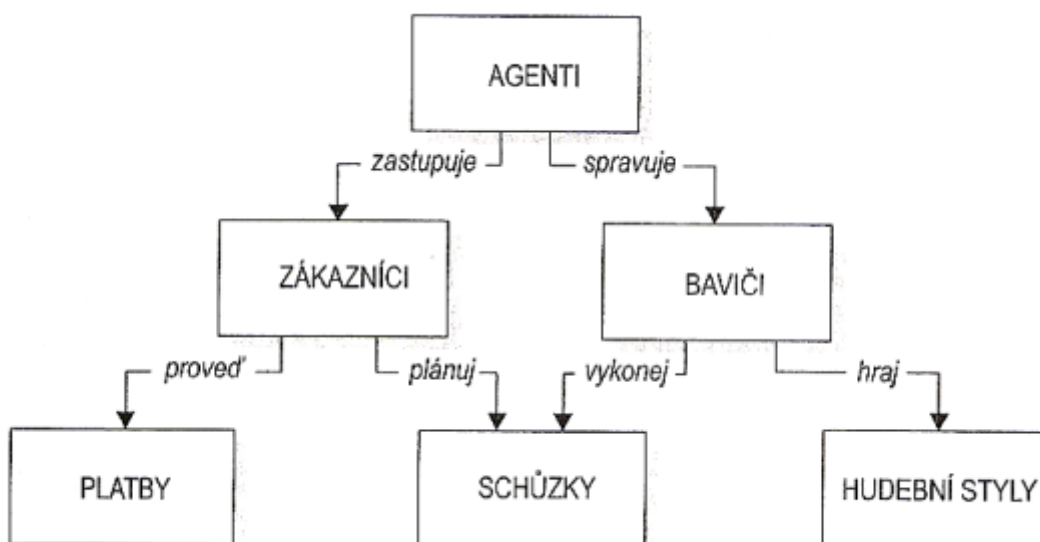 AGENTI
zastupuje
spravuje
ZÁKAZNÍCI
BAVIČI
proveď
plánuj
vykonej
hraj
PLATBY
SCHŮZKY
HUDEBNÍ STYLY